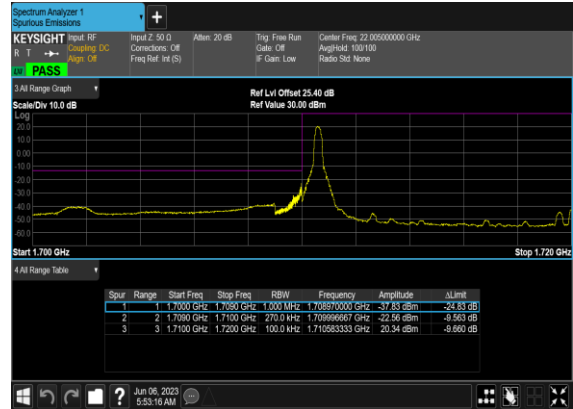 Spectrum Analyzer 1
Spurious Emissions
KEYSIGHT Input: RF Input Z: 50 Ω Atten: 20 dB Trig: Free Run Center Freq: 22.005000000 GHz
R T Coupling: DC Corrections: Off Gate: Off Avg|Hold: 100/100
Align: Off Freq Ref: Int (S) IF Gain: Low Radio Std: None
PASS
3 All Range Graph
Ref Lvl Offset 25.40 dB
Scale/Div 10.0 dB Ref Value 30.00 dBm
Log
20.0
10.0
0.00
-10.0
-20.0
-30.0
-40.0
-50.0
-60.0
Start 1.700 GHz Stop 1.720 GHz
4 All Range Table
Spur Range Start Freq Stop Freq RBW Frequency Amplitude ΔLimit
1 1 1.7000 GHz 1.7090 GHz 1.000 MHz 1.708970000 GHz -37.83 dBm -24.83 dB
2 2 1.7090 GHz 1.7100 GHz 270.0 kHz 1.709996667 GHz -22.56 dBm -9.563 dB
3 3 1.7100 GHz 1.7200 GHz 100.0 kHz 1.710583333 GHz 20.34 dBm -9.660 dB
?
Jun 06, 2023
5:53:16 AM